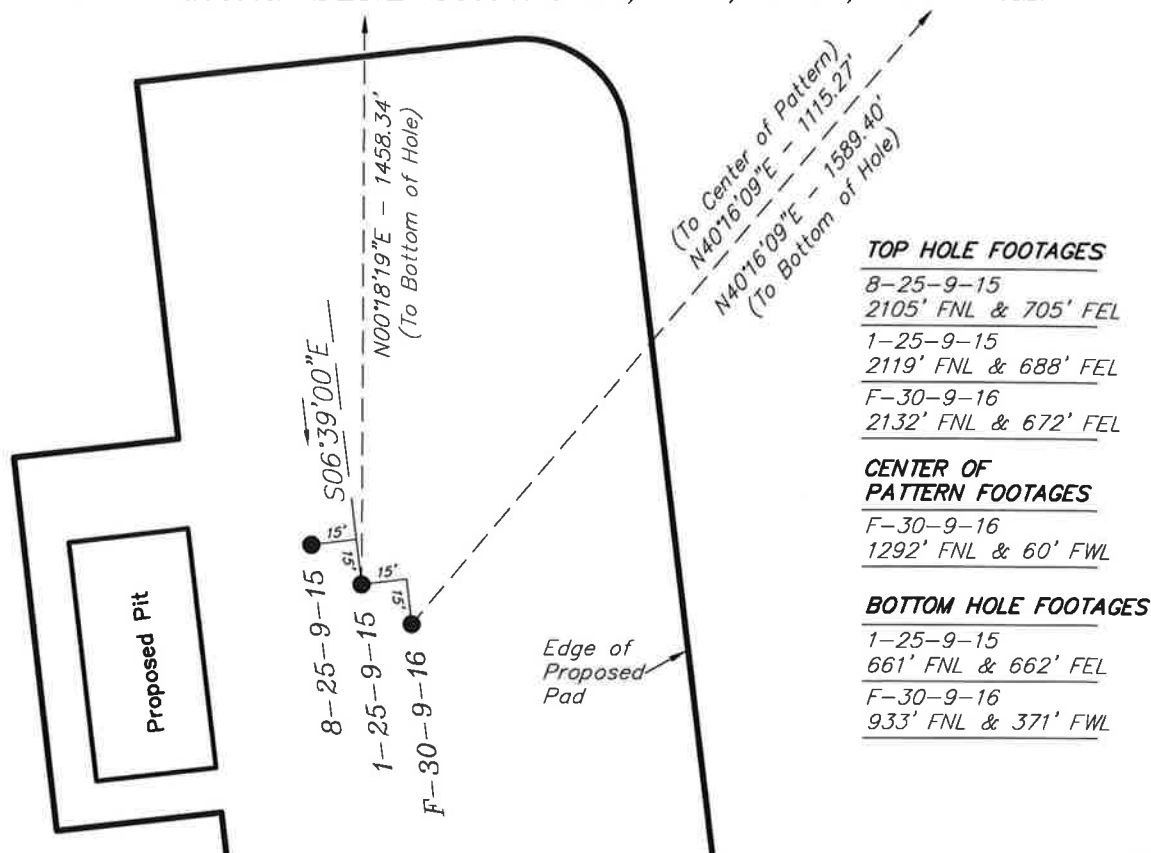 N00°18'19"E - 1458.34'
(To Bottom of Hole)
(To Center of Pattern)
N40°16'09"E - 1115.27'
N40°16'09"E - 1589.40'
(To Bottom of Hole)
S06°39'00"E
15'
15'
15'
15'
8-25-9-15
1-25-9-15
F-30-9-16
Proposed Pit
Edge of
Proposed
Pad
TOP HOLE FOOTAGES
8-25-9-15
2105' FNL & 705' FEL
1-25-9-15
2119' FNL & 688' FEL
F-30-9-16
2132' FNL & 672' FEL
CENTER OF
PATTERN FOOTAGES
F-30-9-16
1292' FNL & 60' FWL
BOTTOM HOLE FOOTAGES
1-25-9-15
661' FNL & 662' FEL
F-30-9-16
933' FNL & 371' FWL